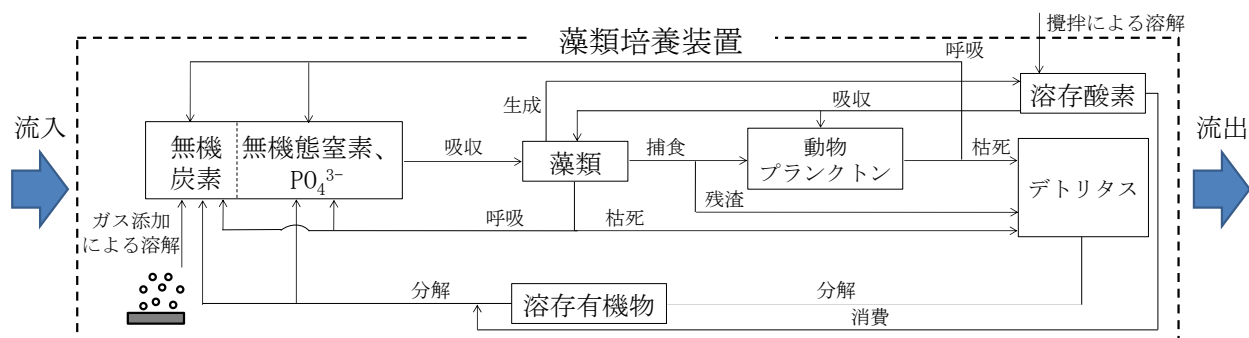 攪拌による溶解
藻類培養装置
呼吸
生成
吸収
溶存酸素
流入
無機
炭素
無機態窒素、
PO₄³⁻
吸収
藻類
捕食
動物
プランクトン
枯死
デトリタス
流出
残渣
ガス添加
による溶解
呼吸
枯死
分解
溶存有機物
分解
消費